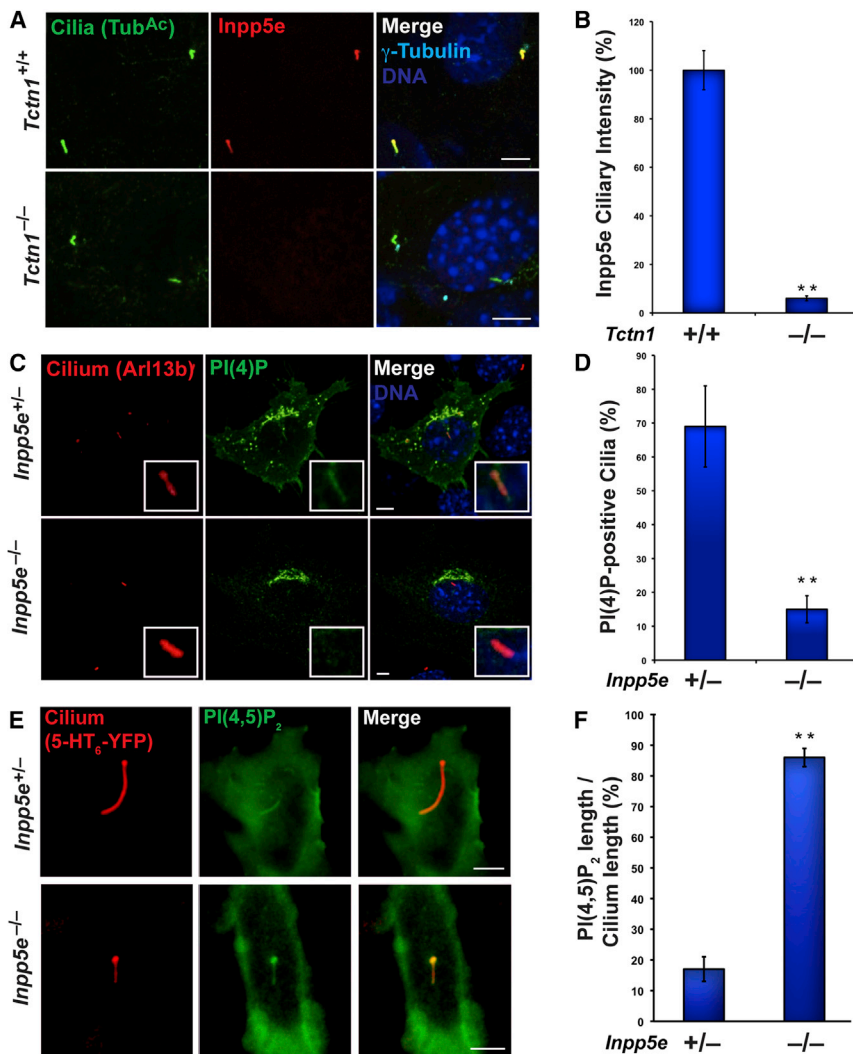 A
Cilia (TubAc)
Inpp5e
Merge
γ-Tubulin
DNA
Tctn1+/+
Tctn1−/−
B
Inpp5e Ciliary Intensity (%)
140
120
100
80
60
40
20
0
**
Tctn1
+/+
−/−
C
Cilium (Arl13b)
PI(4)P
Merge
DNA
Inpp5e+/−
Inpp5e−/−
D
PI(4)P-positive Cilia (%)
90
80
70
60
50
40
30
20
10
0
**
Inpp5e
+/−
−/−
E
Cilium
(5-HT6-YFP)
PI(4,5)P2
Merge
Inpp5e+/−
Inpp5e−/−
F
PI(4,5)P2 length /
Cilium length (%)
100
90
80
70
60
50
40
30
20
10
0
**
Inpp5e
+/−
−/−